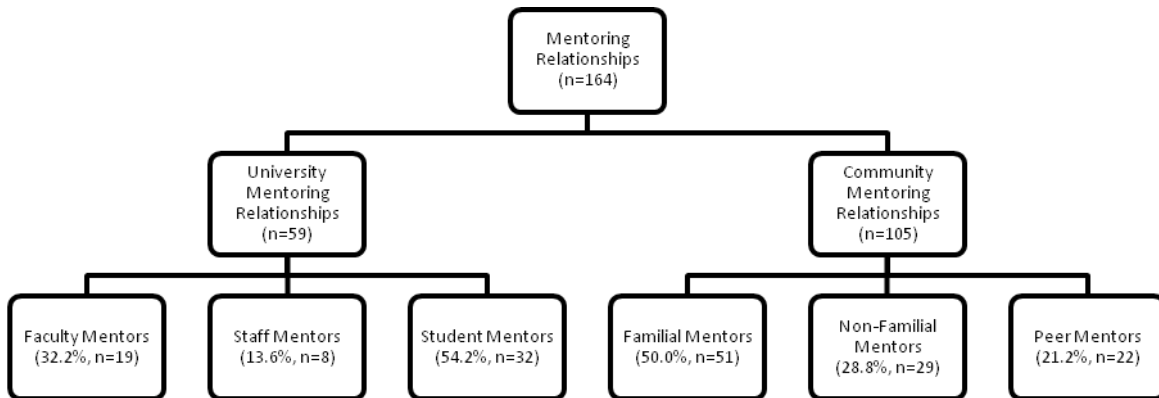 Mentoring
Relationships
(n=164)
University
Mentoring
Relationships
(n=59)
Community
Mentoring
Relationships
(n=105)
Faculty Mentors
(32.2%, n=19)
Staff Mentors
(13.6%, n=8)
Student Mentors
(54.2%, n=32)
Familial Mentors
(50.0%, n=51)
Non-Familial
Mentors
(28.8%, n=29)
Peer Mentors
(21.2%, n=22)